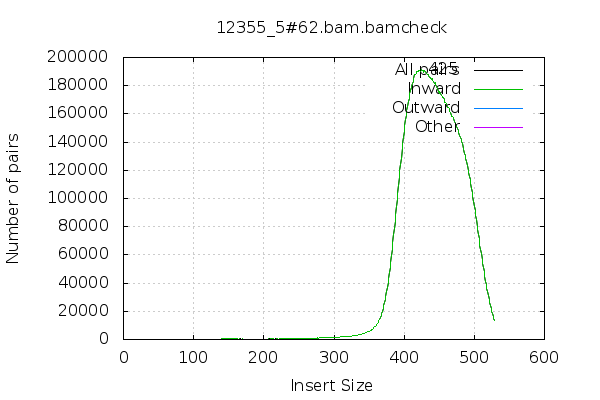 12355_5#62.bam.bamcheck
200000
180000
160000
140000
120000
100000
80000
60000
40000
20000
0
Number of pairs
425
All pairs
Inward
Outward
Other
0 100 200 300 400 500 600
Insert Size